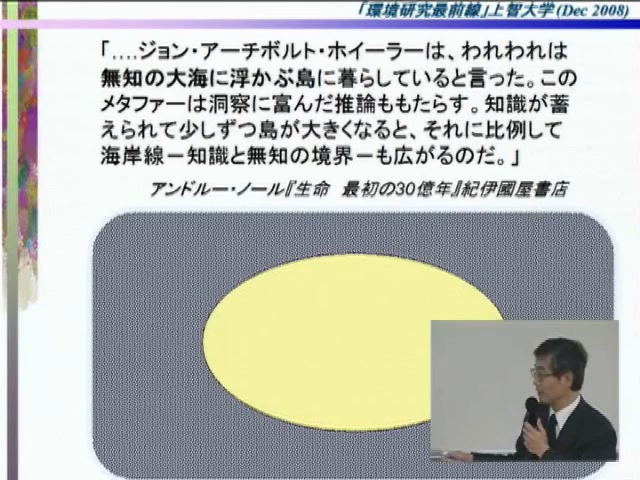 「環境研究最前線」上智大学(Dec 2008)
「....ジョン・アーチボルト・ホイーラーは、われわれは
無知の大海に浮かぶ島に暮らしていると言った。この
メタファーは洞察に富んだ推論ももたらす。知識が蓄
えられて少しずつ島が大きくなると、それに比例して
海岸線－知識と無知の境界－も広がるのだ。」
アンドルー・ノール『生命　最初の30億年』紀伊國屋書店